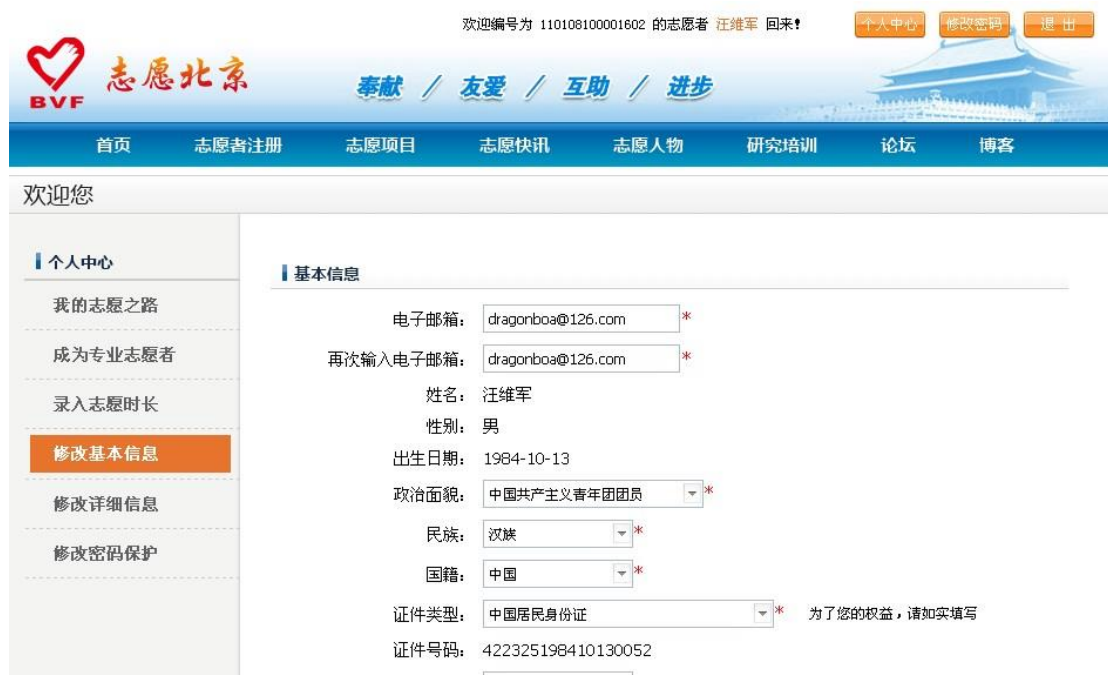 欢迎编号为 110108100001602 的志愿者 汪维军 回来! 个人中心 修改密码 退 出
BVF 志愿北京 奉献 / 友爱 / 互助 / 进步
首页 志愿者注册 志愿项目 志愿快讯 志愿人物 研究培训 论坛 博客
欢迎您
个人中心
我的志愿之路
成为专业志愿者
录入志愿时长
修改基本信息
修改详细信息
修改密码保护
基本信息
电子邮箱: dragonboa@126.com *
再次输入电子邮箱: dragonboa@126.com *
姓名: 汪维军
性别: 男
出生日期: 1984-10-13
政治面貌: 中国共产主义青年团团员 *
民族: 汉族 *
国籍: 中国 *
证件类型: 中国居民身份证 * 为了您的权益,请如实填写
证件号码: 422325198410130052